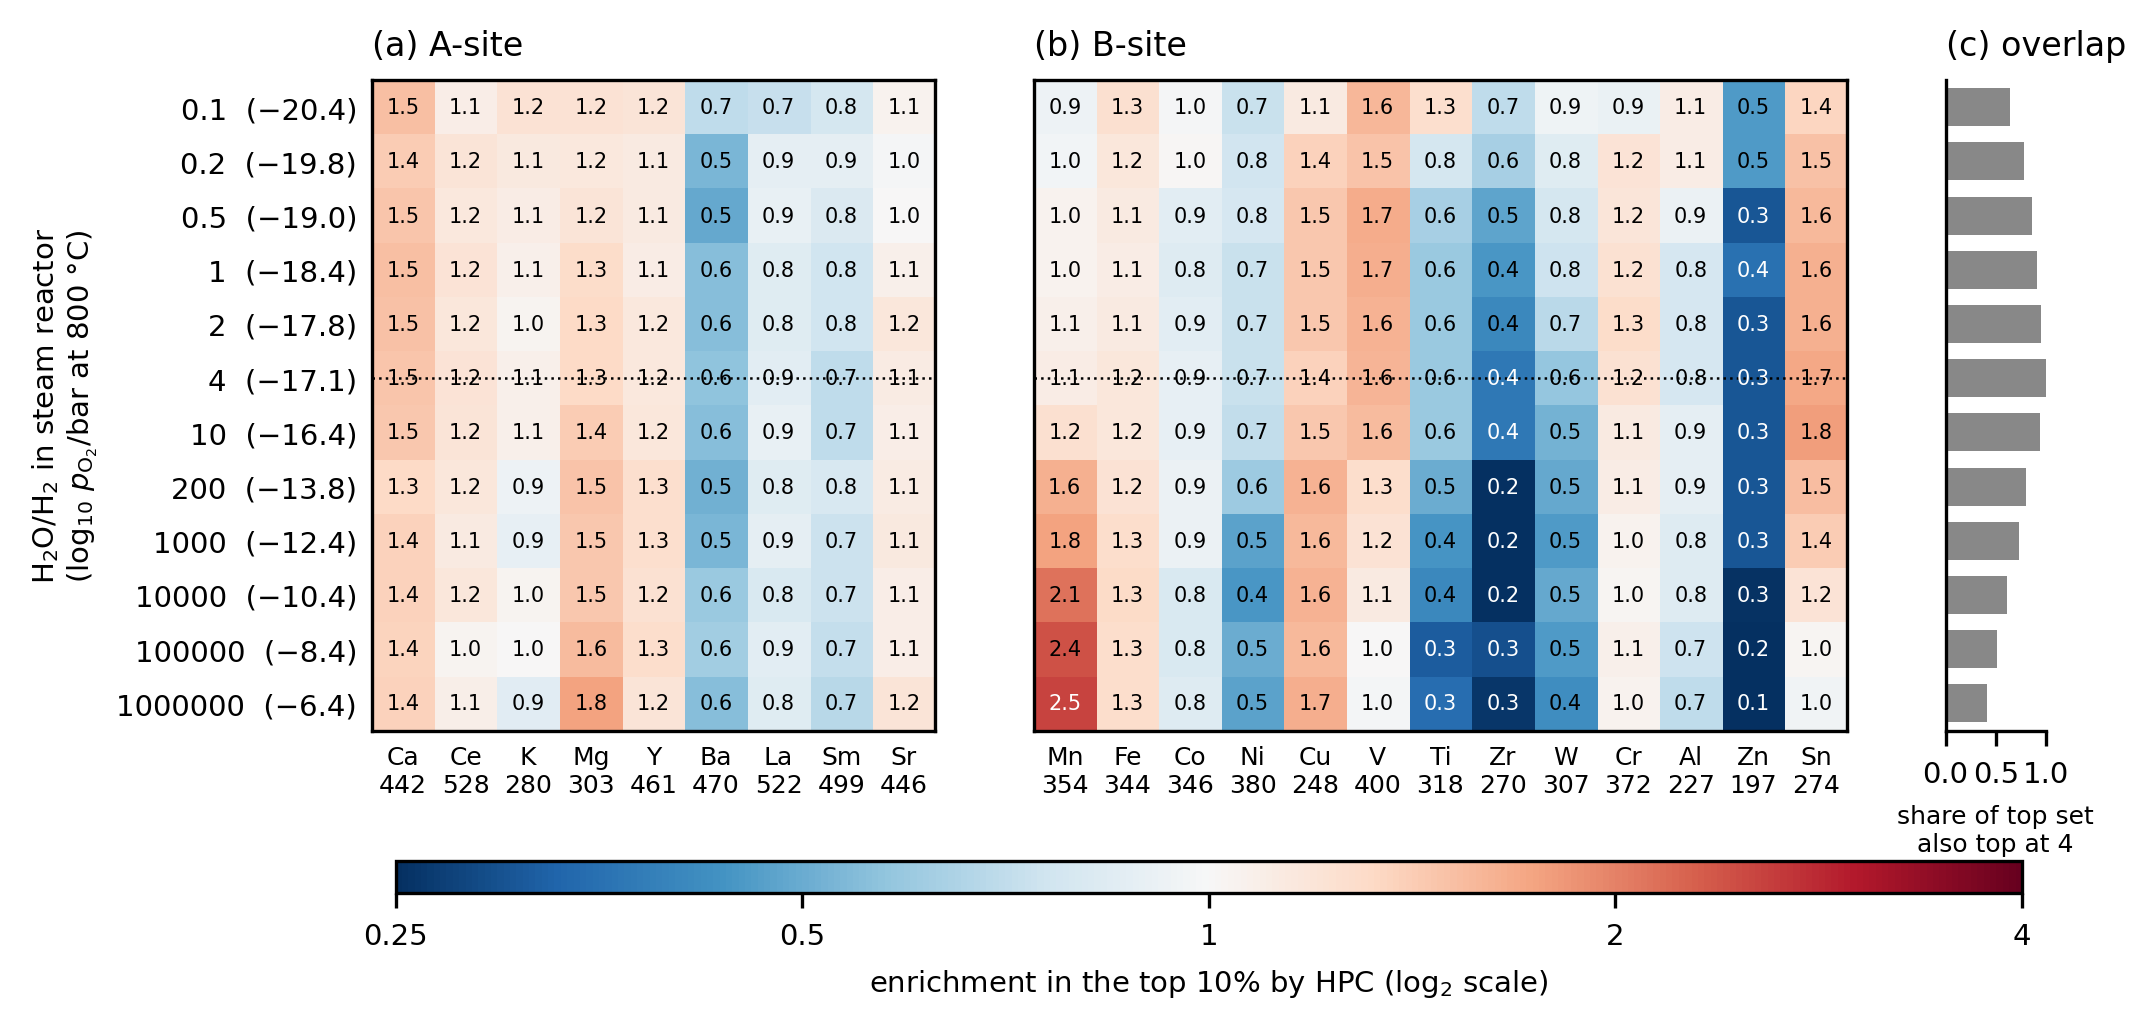 (a) A-site
(b) B-site
(c) overlap
H₂O/H₂ in steam reactor
(log₁₀ pO₂/bar at 800 °C)
0.1 (−20.4) 1.5 1.1 1.2 1.2 1.2 0.7 0.7 0.8 1.1 0.9 1.3 1.0 0.7 1.1 1.6 1.3 0.7 0.9 0.9 1.1 0.5 1.4
0.2 (−19.8) 1.4 1.2 1.1 1.2 1.1 0.5 0.9 0.9 1.0 1.0 1.2 1.0 0.8 1.4 1.5 0.8 0.6 0.8 1.2 1.1 0.5 1.5
0.5 (−19.0) 1.5 1.2 1.1 1.2 1.1 0.5 0.9 0.8 1.0 1.0 1.1 0.9 0.8 1.5 1.7 0.6 0.5 0.8 1.2 0.9 0.3 1.6
1 (−18.4) 1.5 1.2 1.1 1.3 1.1 0.6 0.8 0.8 1.1 1.0 1.1 0.8 0.7 1.5 1.7 0.6 0.4 0.8 1.2 0.8 0.4 1.6
2 (−17.8) 1.5 1.2 1.0 1.3 1.2 0.6 0.8 0.8 1.2 1.1 1.1 0.9 0.7 1.5 1.6 0.6 0.4 0.7 1.3 0.8 0.3 1.6
4 (−17.1) 1.5 1.2 1.1 1.3 1.2 0.6 0.9 0.7 1.1 1.1 1.2 0.9 0.7 1.4 1.6 0.6 0.4 0.6 1.2 0.8 0.3 1.7
10 (−16.4) 1.5 1.2 1.1 1.4 1.2 0.6 0.9 0.7 1.1 1.2 1.2 0.9 0.7 1.5 1.6 0.6 0.4 0.5 1.1 0.9 0.3 1.8
200 (−13.8) 1.3 1.2 0.9 1.5 1.3 0.5 0.8 0.8 1.1 1.6 1.2 0.9 0.6 1.6 1.3 0.5 0.2 0.5 1.1 0.9 0.3 1.5
1000 (−12.4) 1.4 1.1 0.9 1.5 1.3 0.5 0.9 0.7 1.1 1.8 1.3 0.9 0.5 1.6 1.2 0.4 0.2 0.5 1.0 0.8 0.3 1.4
10000 (−10.4) 1.4 1.2 1.0 1.5 1.2 0.6 0.8 0.7 1.1 2.1 1.3 0.8 0.4 1.6 1.1 0.4 0.2 0.5 1.0 0.8 0.3 1.2
100000 (−8.4) 1.4 1.0 1.0 1.6 1.3 0.6 0.9 0.7 1.1 2.4 1.3 0.8 0.5 1.6 1.0 0.3 0.3 0.5 1.1 0.7 0.2 1.0
1000000 (−6.4) 1.4 1.1 0.9 1.8 1.2 0.6 0.8 0.7 1.2 2.5 1.3 0.8 0.5 1.7 1.0 0.3 0.3 0.4 1.0 0.7 0.1 1.0
Ca Ce K Mg Y Ba La Sm Sr
442 528 280 303 461 470 522 499 446
Mn Fe Co Ni Cu V Ti Zr W Cr Al Zn Sn
354 344 346 380 248 400 318 270 307 372 227 197 274
0.0 0.5 1.0
share of top set
also top at 4
0.25 0.5 1 2 4
enrichment in the top 10% by HPC (log₂ scale)